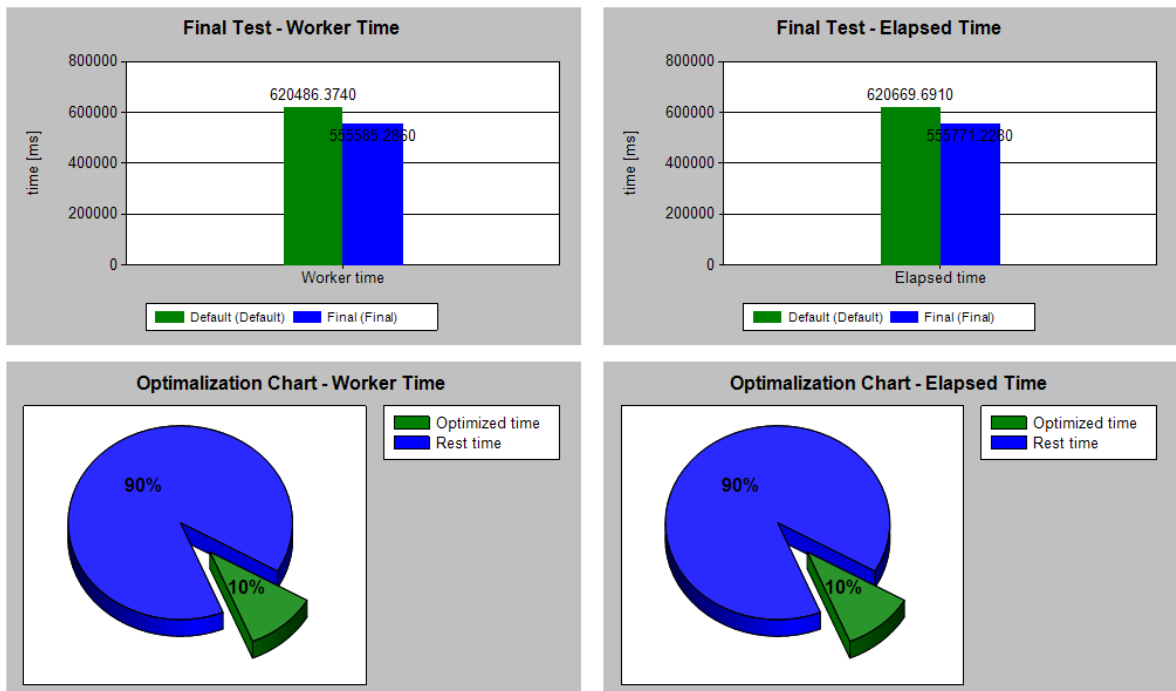 Final Test - Worker Time
800000
620486.3740
600000
555585.2860
400000
200000
0
time [ms]
Worker time
Default (Default) Final (Final)
Final Test - Elapsed Time
800000
620669.6910
600000
555771.2280
400000
200000
0
time [ms]
Elapsed time
Default (Default) Final (Final)
Optimalization Chart - Worker Time
Optimized time
Rest time
90%
10%
Optimalization Chart - Elapsed Time
Optimized time
Rest time
90%
10%